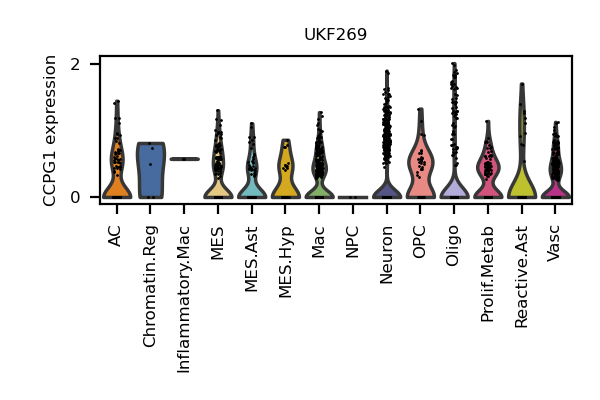 UKF269
CCPG1 expression
2
0
AC
Chromatin.Reg
Inflammatory.Mac
MES
MES.Ast
MES.Hyp
Mac
NPC
Neuron
OPC
Oligo
Prolif.Metab
Reactive.Ast
Vasc